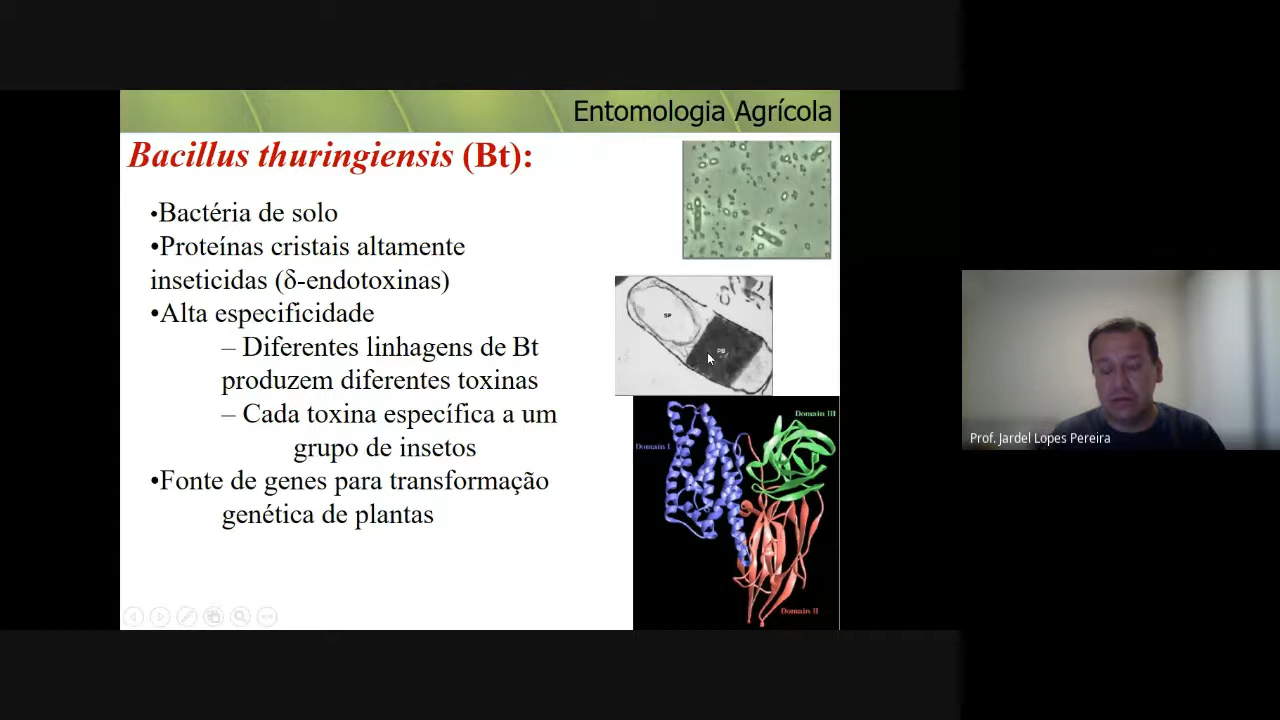 Entomologia Agrícola
Bacillus thuringiensis (Bt):
•Bactéria de solo
•Proteínas cristais altamente
inseticidas (δ-endotoxinas)
•Alta especificidade
– Diferentes linhagens de Bt
produzem diferentes toxinas
– Cada toxina específica a um
grupo de insetos
•Fonte de genes para transformação
genética de plantas
SP
PB
Domain III
Domain I
Domain II
Prof. Jardel Lopes Pereira